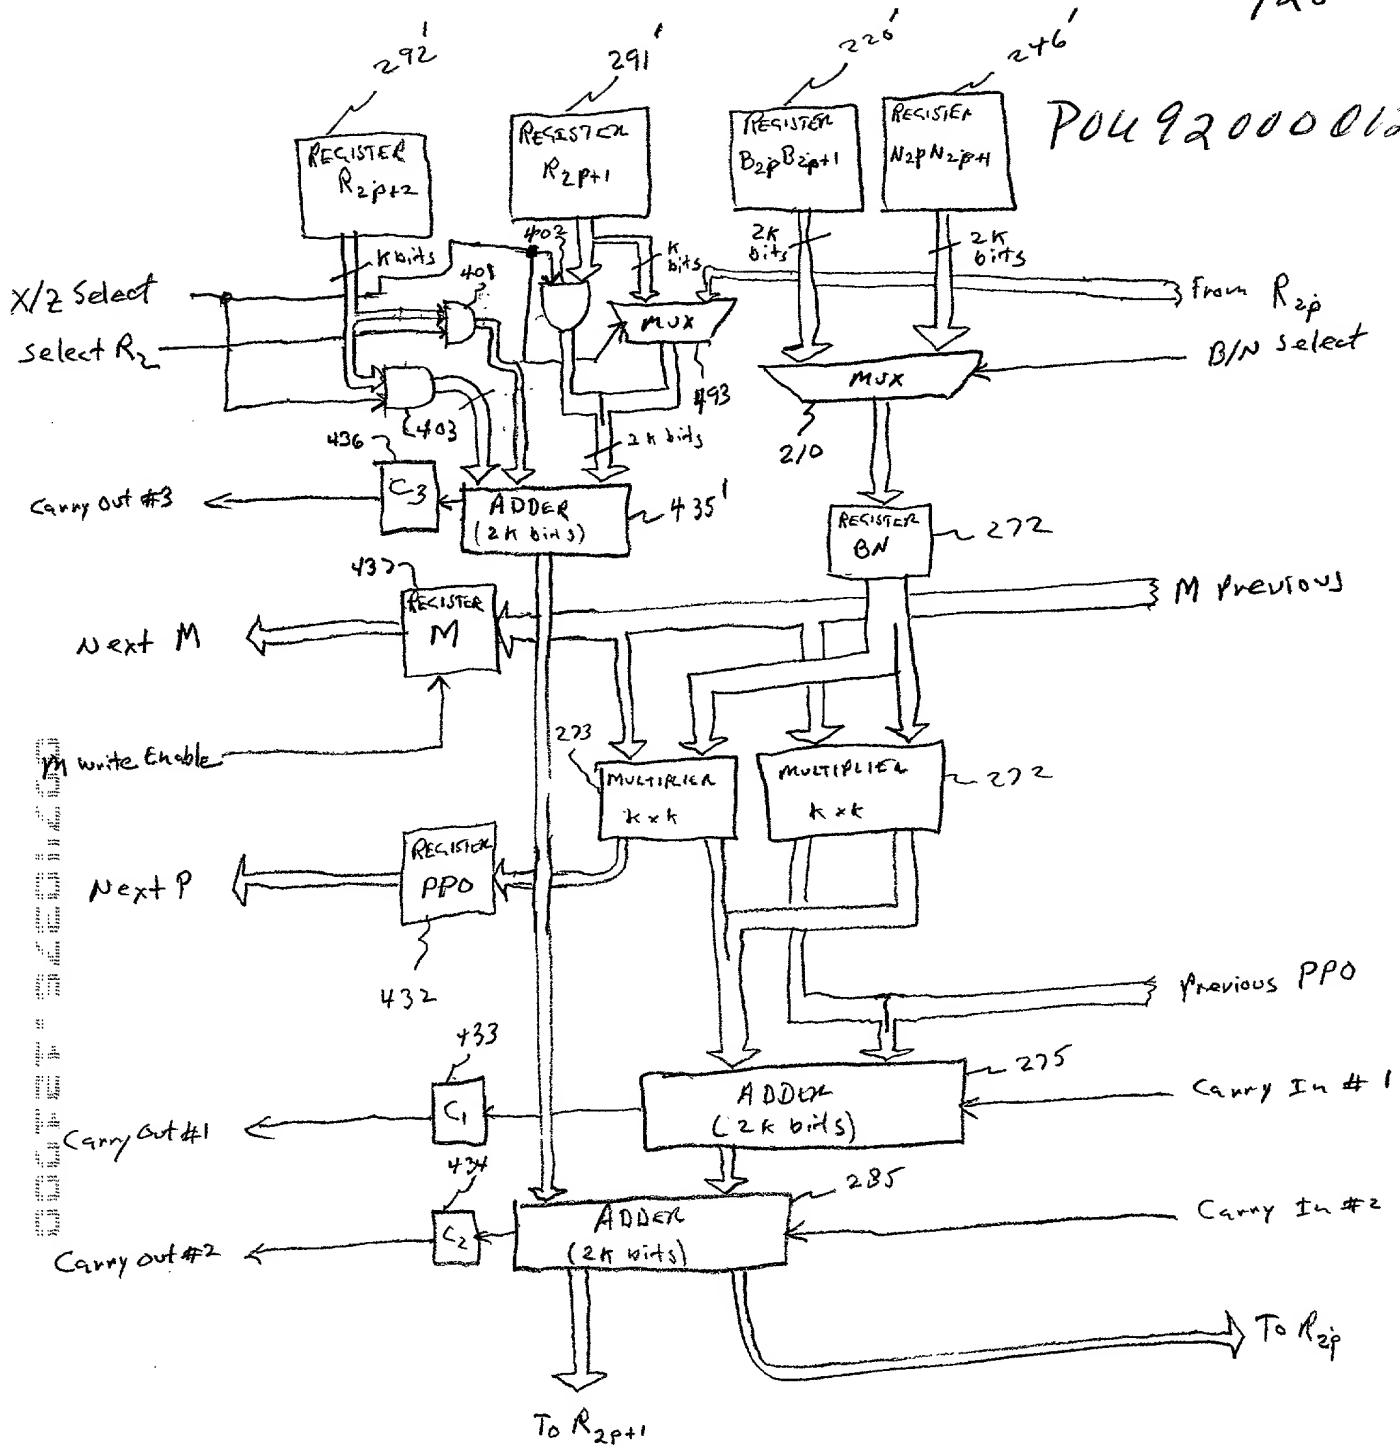 292'
291'
220'
246'
REGISTER
R2p+2
REGISTER
R2p+1
REGISTER
B2pB2p+1
REGISTER
N2pN2p+1
POU92000012
402
K bits
K bits
2K bits
2K bits
X/Z Select
401
From R2p
MUX
Select R2
B/N Select
MUX
493
403
2K bits
210
436
Carry Out #3
C3
ADDER
(2K bits)
435'
REGISTER
BN
272
437
REGISTER
M
M Previous
Next M
M Write Enable
273
MULTIPLIER
k x k
MULTIPLIER
k x k
272
REGISTER
PPO
Next P
432
Previous PPO
433
275
C1
ADDER
(2K bits)
Carry In #1
Carry Out #1
434
285
C2
ADDER
(2K bits)
Carry In #2
Carry Out #2
To R2p
To R2p+1